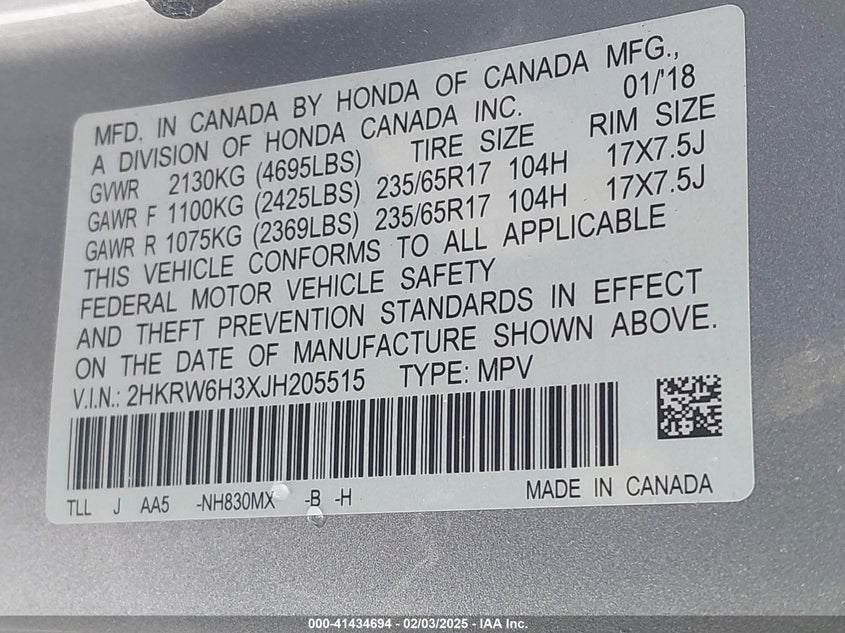 MFD. IN CANADA BY HONDA OF CANADA MFG.,
A DIVISION OF HONDA CANADA INC. 01/'18
GVWR 2130KG (4695LBS) TIRE SIZE RIM SIZE
GAWR F 1100KG (2425LBS) 235/65R17 104H 17X7.5J
GAWR R 1075KG (2369LBS) 235/65R17 104H 17X7.5J
THIS VEHICLE CONFORMS TO ALL APPLICABLE
FEDERAL MOTOR VEHICLE SAFETY
AND THEFT PREVENTION STANDARDS IN EFFECT
ON THE DATE OF MANUFACTURE SHOWN ABOVE.
V.I.N.: 2HKRW6H3XJH205515 TYPE: MPV
TLL J AA5 -NH830MX -B -H MADE IN CANADA
000-41434694 - 02/03/2025 - IAA Inc.